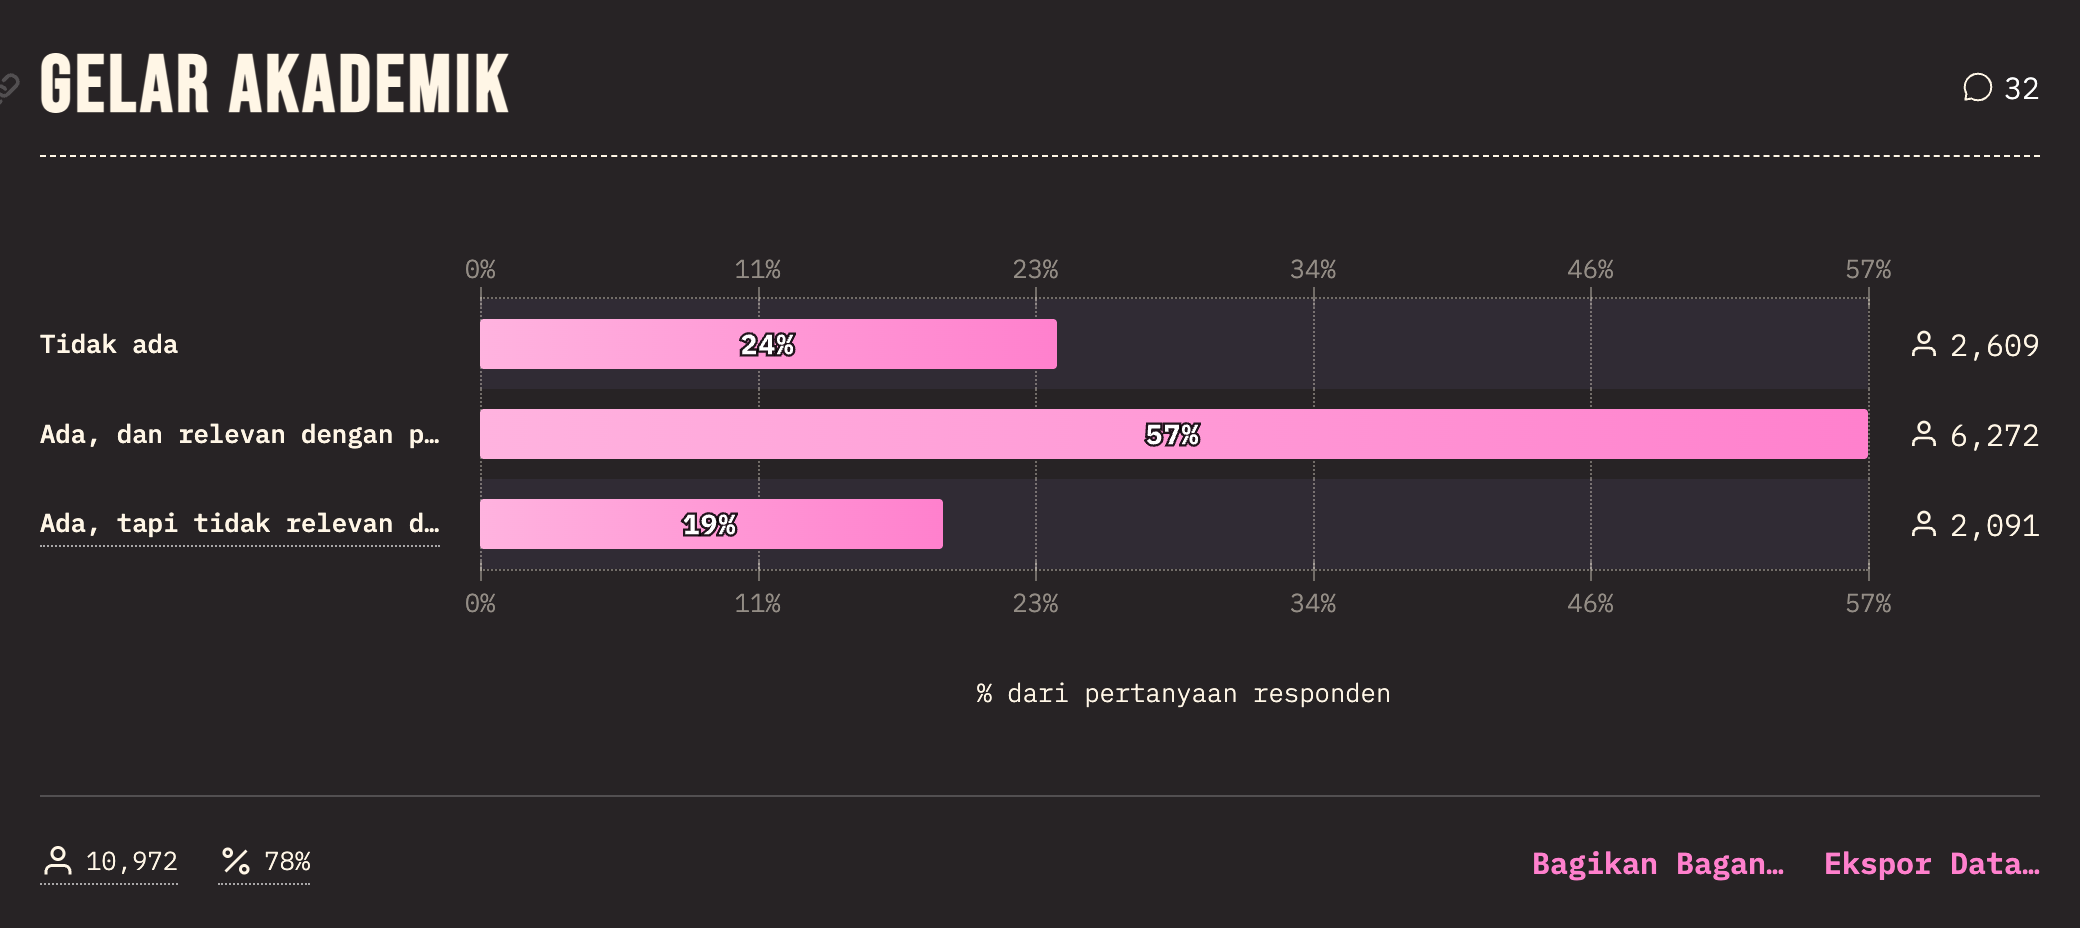 GELAR AKADEMIK
32
0% 11% 23% 34% 46% 57%
Tidak ada 24% 2,609
Ada, dan relevan dengan p… 57% 6,272
Ada, tapi tidak relevan d… 19% 2,091
0% 11% 23% 34% 46% 57%
% dari pertanyaan responden
10,972 78% Bagikan Bagan… Ekspor Data…